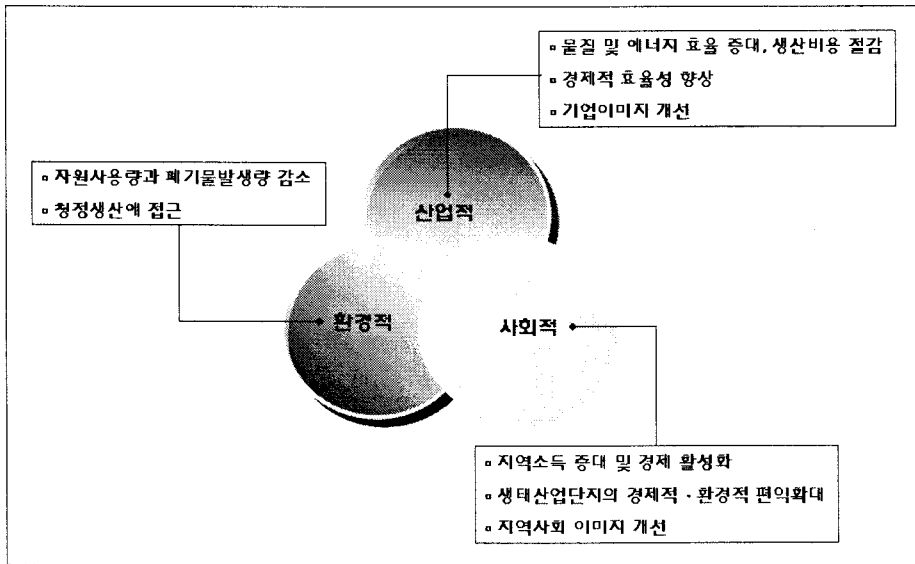 ▫ 물질 및 에너지 효율 증대, 생산비용 절감
▫ 경제적 효율성 향상
▫ 기업이미지 개선
▫ 자원사용량과 폐기물발생량 감소
▫ 청정생산에 접근
산업적
환경적
사회적
▫ 지역소득 증대 및 경제 활성화
▫ 생태산업단지의 경제적 · 환경적 편익확대
▫ 지역사회 이미지 개선